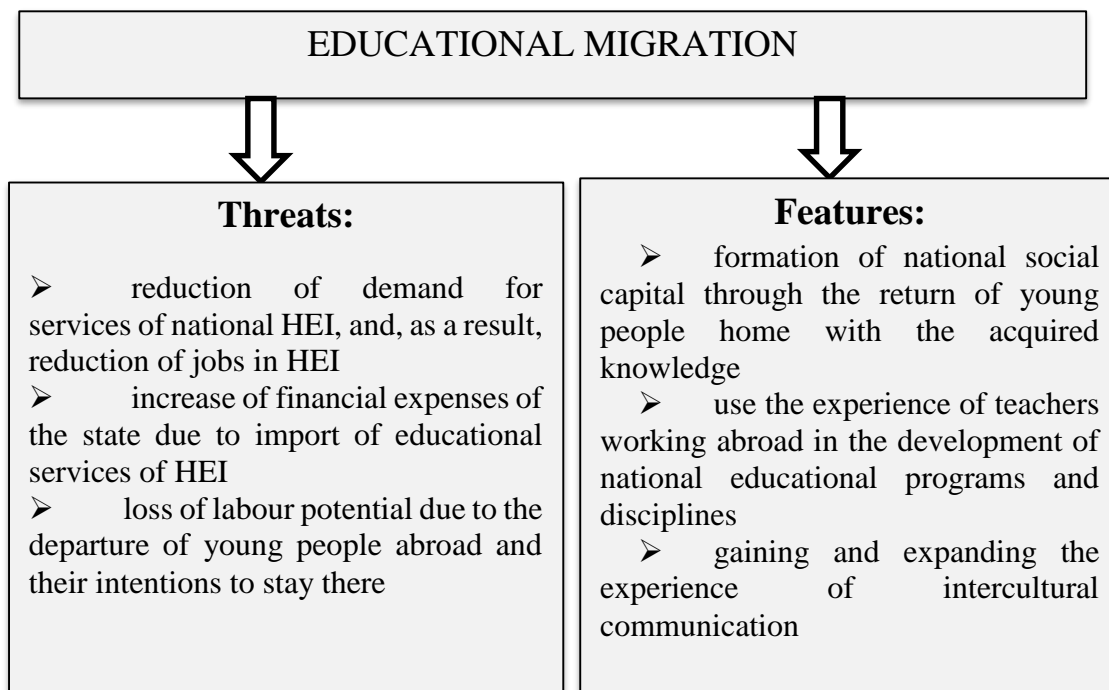 EDUCATIONAL MIGRATION
Threats:
➢ reduction of demand for
services of national HEI, and, as a result,
reduction of jobs in HEI
➢ increase of financial expenses of
the state due to import of educational
services of HEI
➢ loss of labour potential due to the
departure of young people abroad and
their intentions to stay there
Features:
➢ formation of national social
capital through the return of young
people home with the acquired
knowledge
➢ use the experience of teachers
working abroad in the development of
national educational programs and
disciplines
➢ gaining and expanding the
experience of intercultural
communication